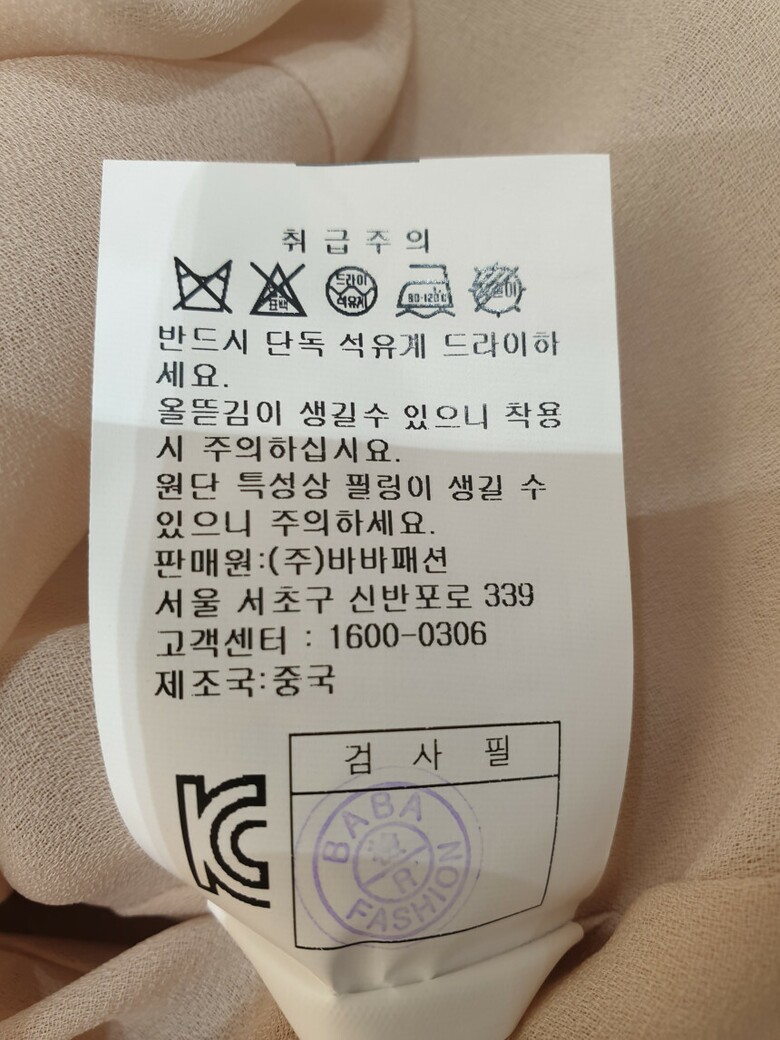 취급주의
표백
드라이
석유계
80-120℃
반드시 단독 석유계 드라이하
세요.
올뜯김이 생길수 있으니 착용
시 주의하십시요.
원단 특성상 필링이 생길 수
있으니 주의하세요.
판매원:(주)바바패션
서울 서초구 신반포로 339
고객센터 : 1600-0306
제조국:중국
검 사 필
KC
BABA
R
FASHION